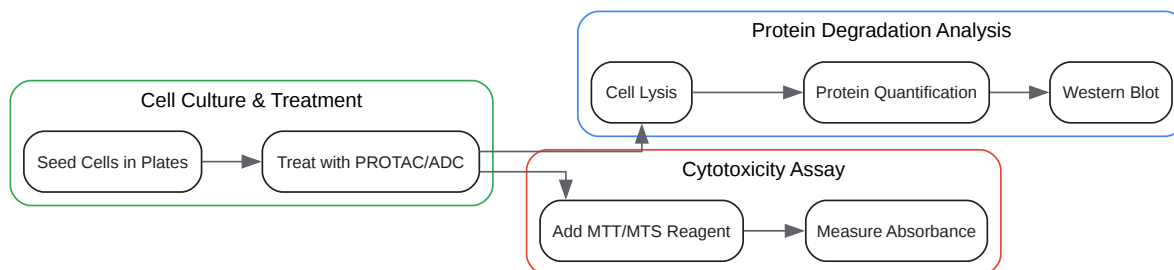 Protein Degradation Analysis
Cell Lysis
Protein Quantification
Western Blot
Cell Culture & Treatment
Seed Cells in Plates
Treat with PROTAC/ADC
Cytotoxicity Assay
Add MTT/MTS Reagent
Measure Absorbance